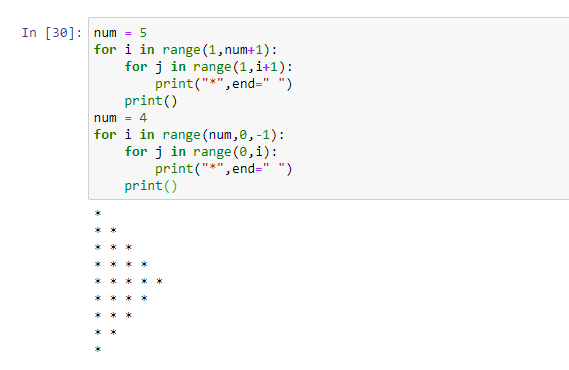 In [30]: num = 5
for i in range(1,num+1):
    for j in range(1,i+1):
        print("*",end=" ")
    print()
num = 4
for i in range(num,0,-1):
    for j in range(0,i):
        print("*",end=" ")
    print()
*
* *
* * *
* * * *
* * * * *
* * * *
* * *
* *
*